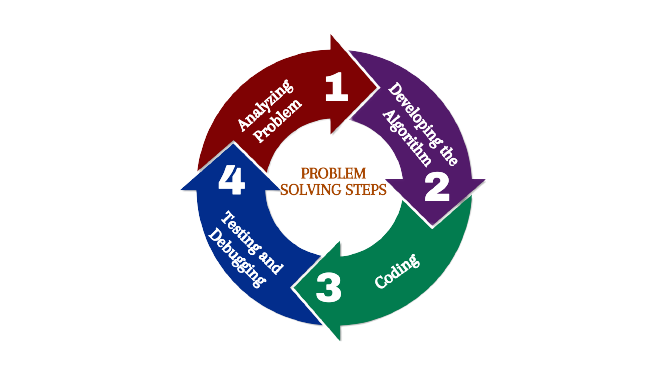 1
Analyzing
Problem
Developing the
Algorithm
2
PROBLEM
SOLVING STEPS
3
Coding
4
Testing and
Debugging